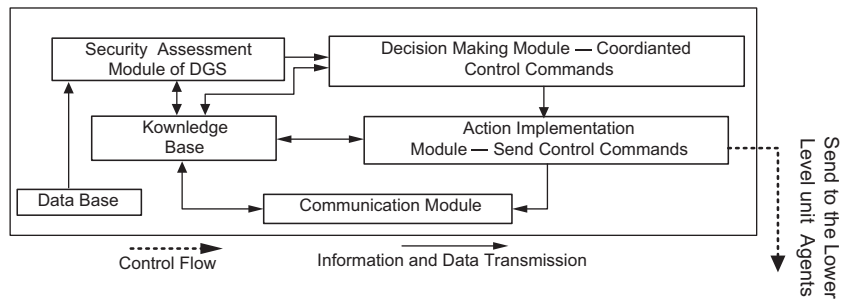 Security Assessment
Module of DGS
Decision Making Module — Coordianted
Control Commands
Kownledge
Base
Action Implementation
Module — Send Control Commands
Data Base
Communication Module
Send to the Lower
Level unit Agents
Control Flow
Information and Data Transmission